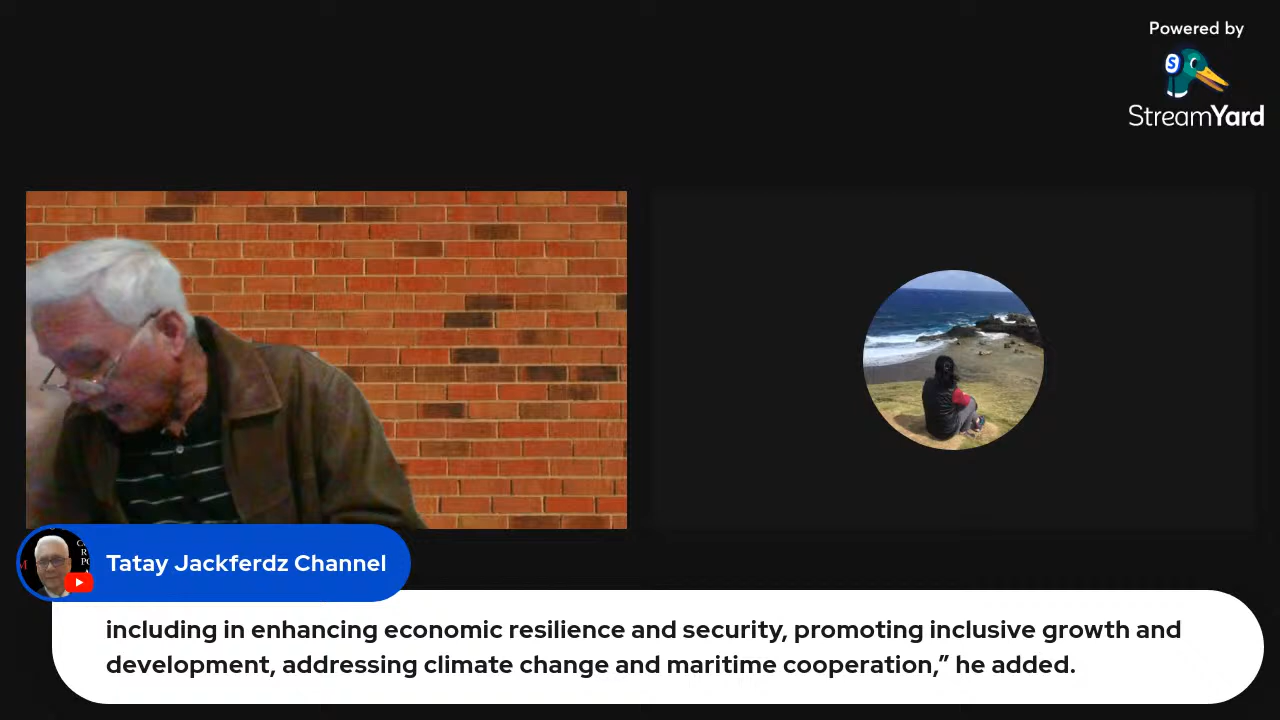 Powered by
StreamYard
Tatay Jackferdz Channel
including in enhancing economic resilience and security, promoting inclusive growth and
development, addressing climate change and maritime cooperation,” he added.